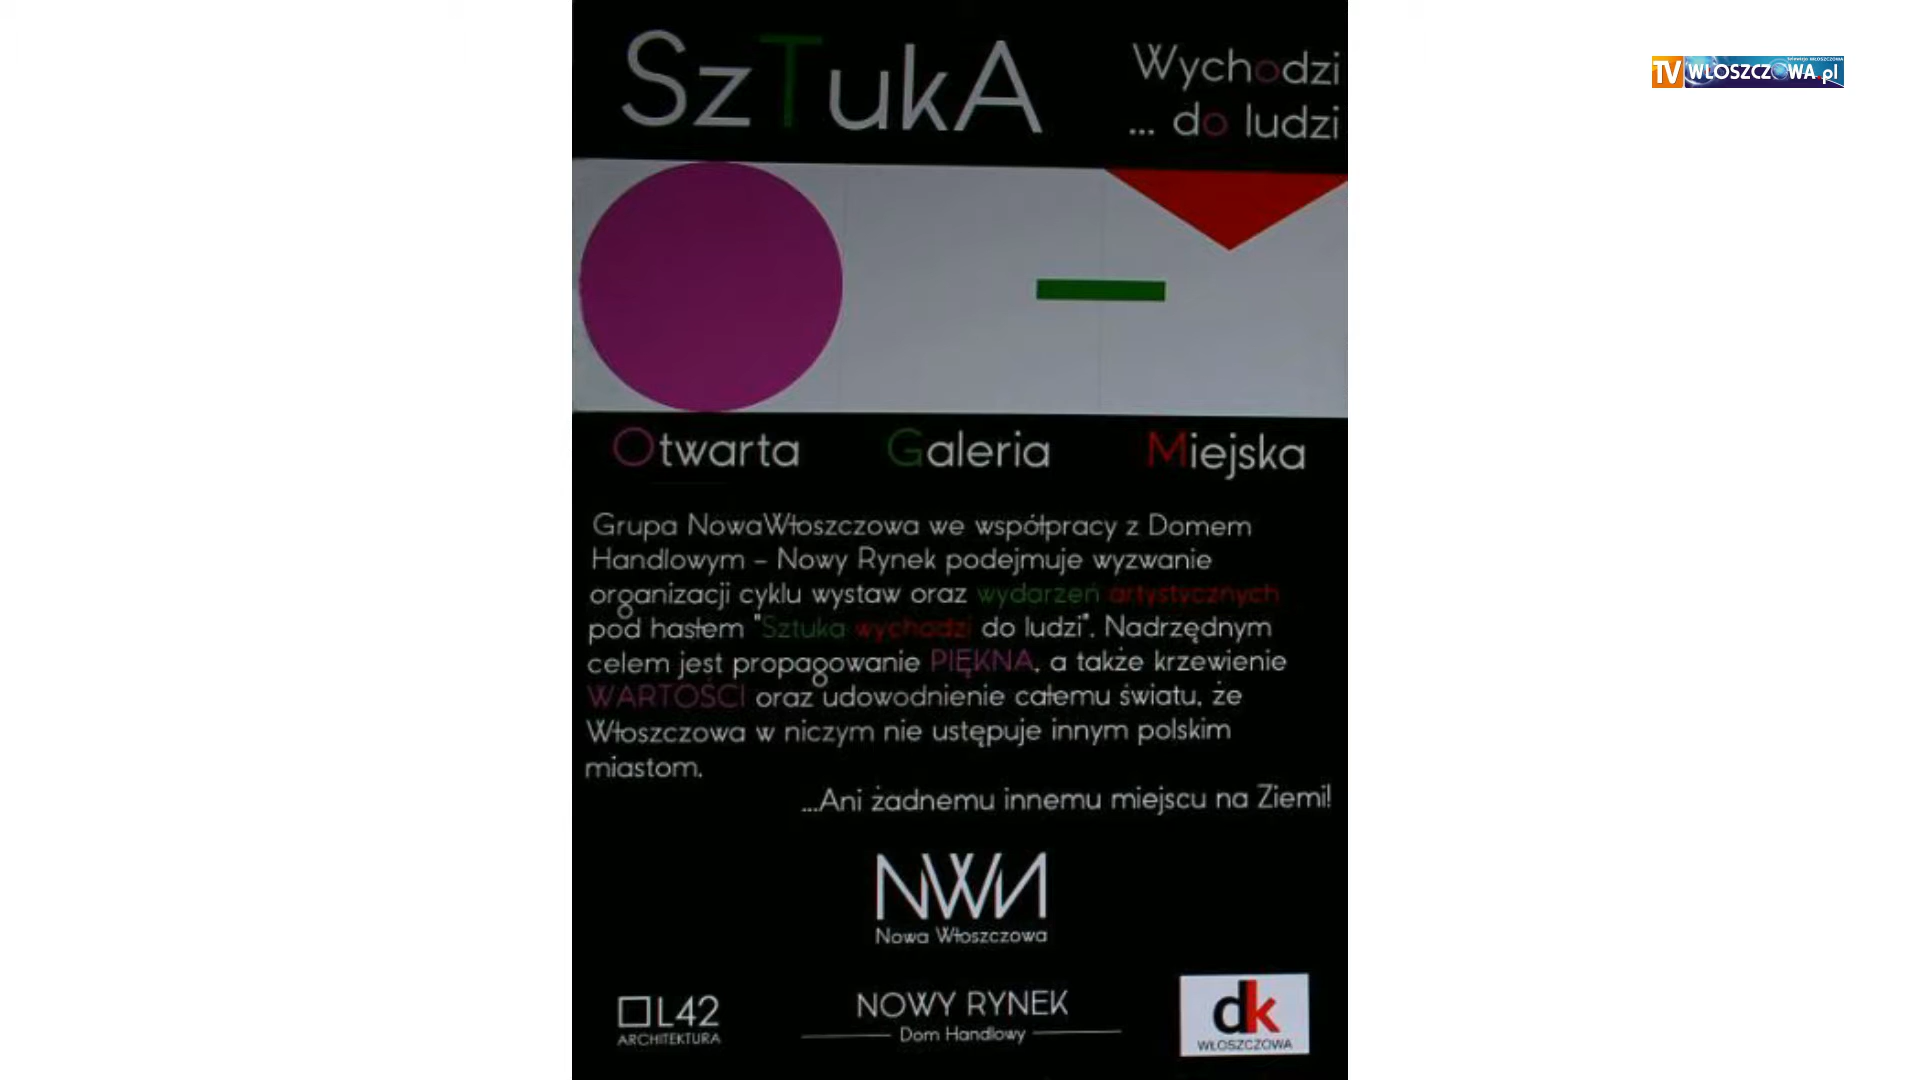 SzTukA
Wychodzi
... do ludzi
TV WLOSZCZOWA.pl
Otwarta Galeria Miejska
Grupa NowaWłoszczowa we współpracy z Domem
Handlowym – Nowy Rynek podejmuje wyzwanie
organizacji cyklu wystaw oraz wydarzeń artystycznych
pod hasłem "Sztuka wychodzi do ludzi". Nadrzędnym
celem jest propagowanie PIĘKNA, a także krzewienie
WARTOŚCI oraz udowodnienie całemu światu, że
Włoszczowa w niczym nie ustępuje innym polskim
miastom.
...Ani żadnemu innemu miejscu na Ziemi!
NWN
Nowa Włoszczowa
L42
ARCHITEKTURA
NOWY RYNEK
Dom Handlowy
dk
WŁOSZCZOWA